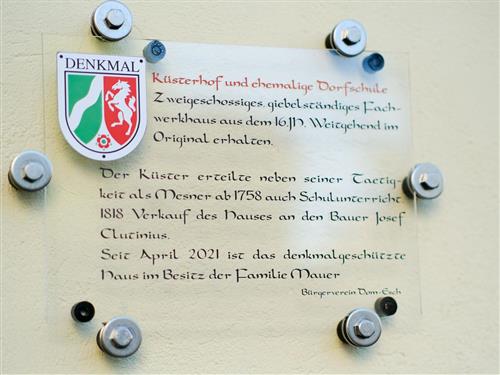 DENKMAL
Küsterhof und ehemalige Dorfschule
Zweigeschossiges, giebelständiges Fach-
werkhaus aus dem 16.Jh. Weitgehend im
Original erhalten.
Der Küster erteilte neben seiner Taetig-
keit als Mesner ab 1758 auch Schulunterricht
1818 Verkauf des Hauses an den Bauer Josef
Clutinius.
Seit April 2021 ist das denkmalgeschützte
Haus im Besitz der Familie Mauer
Bürgerverein Dom-Esch